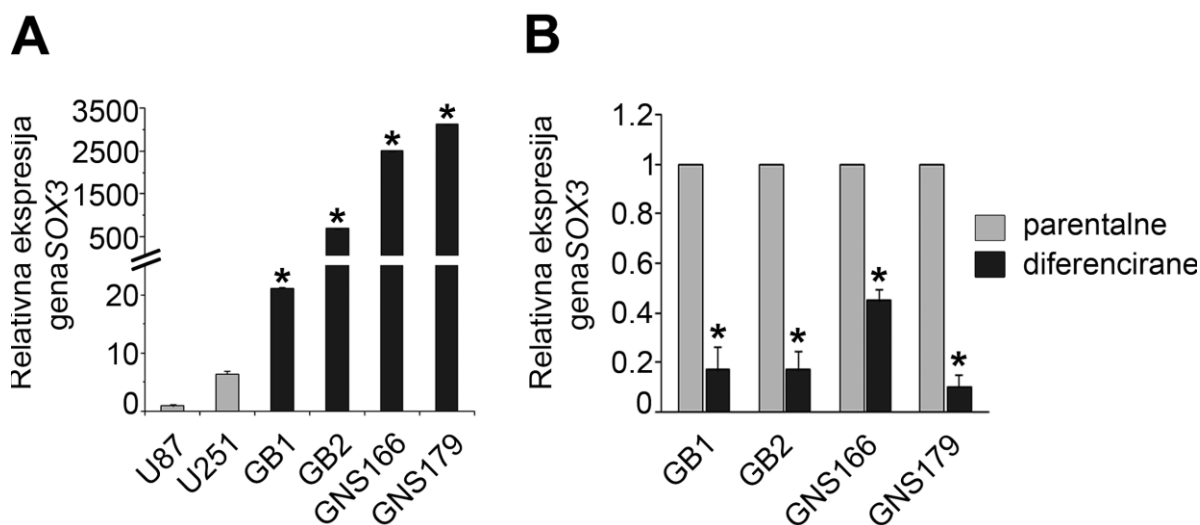 A
Relativna ekspresija
genaSOX3
3500
2500
1500
500
20
10
0
*
*
*
*
U87
U251
GB1
GB2
GNS166
GNS179
B
Relativna ekspresija
genaSOX3
1.2
1
0.8
0.6
0.4
0.2
0
*
*
*
*
GB1
GB2
GNS166
GNS179
parentalne
diferencirane